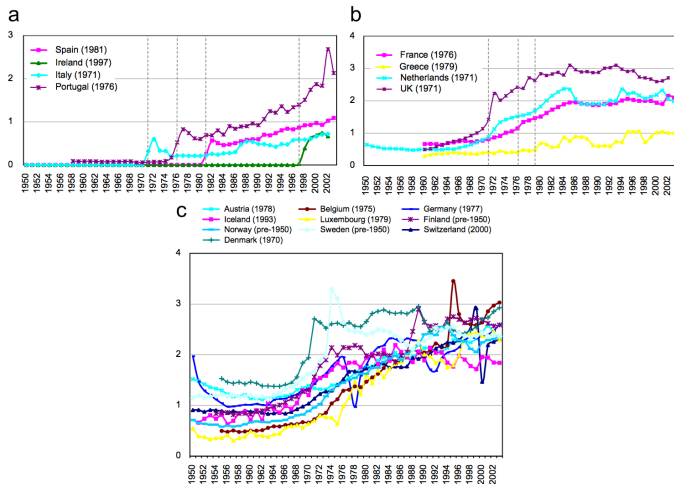 a
Spain (1981)
Ireland (1997)
Italy (1971)
Portugal (1976)
3
2
1
0
1950 1952 1954 1956 1958 1960 1962 1964 1966 1968 1970 1972 1974 1976 1978 1980 1982 1984 1986 1988 1990 1992 1994 1996 1998 2000 2002
b
France (1976)
Greece (1979)
Netherlands (1971)
UK (1971)
4
3
2
1
0
1950 1952 1954 1956 1958 1960 1962 1964 1966 1968 1970 1972 1974 1976 1978 1980 1982 1984 1986 1988 1990 1992 1994 1996 1998 2000 2002
c
Austria (1978) Belgium (1975) Germany (1977)
Iceland (1993) Luxembourg (1979) Finland (pre-1950)
Norway (pre-1950) Sweden (pre-1950) Switzerland (2000)
Denmark (1970)
4
3
2
1
0
1950 1952 1954 1956 1958 1960 1962 1964 1966 1968 1970 1972 1974 1976 1978 1980 1982 1984 1986 1988 1990 1992 1994 1996 1998 2000 2002